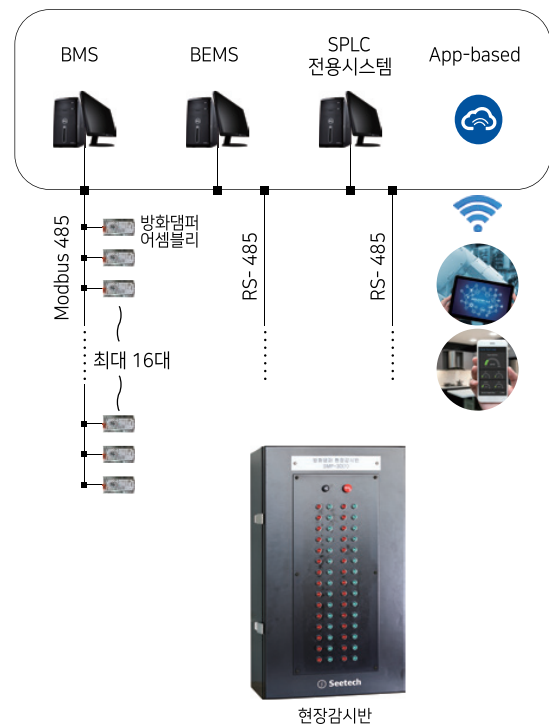 BMS
BEMS
SPLC
전용시스템
App-based
Modbus 485
방화댐퍼
어셈블리
RS- 485
RS- 485
최대 16대
Seetech
현장감시반